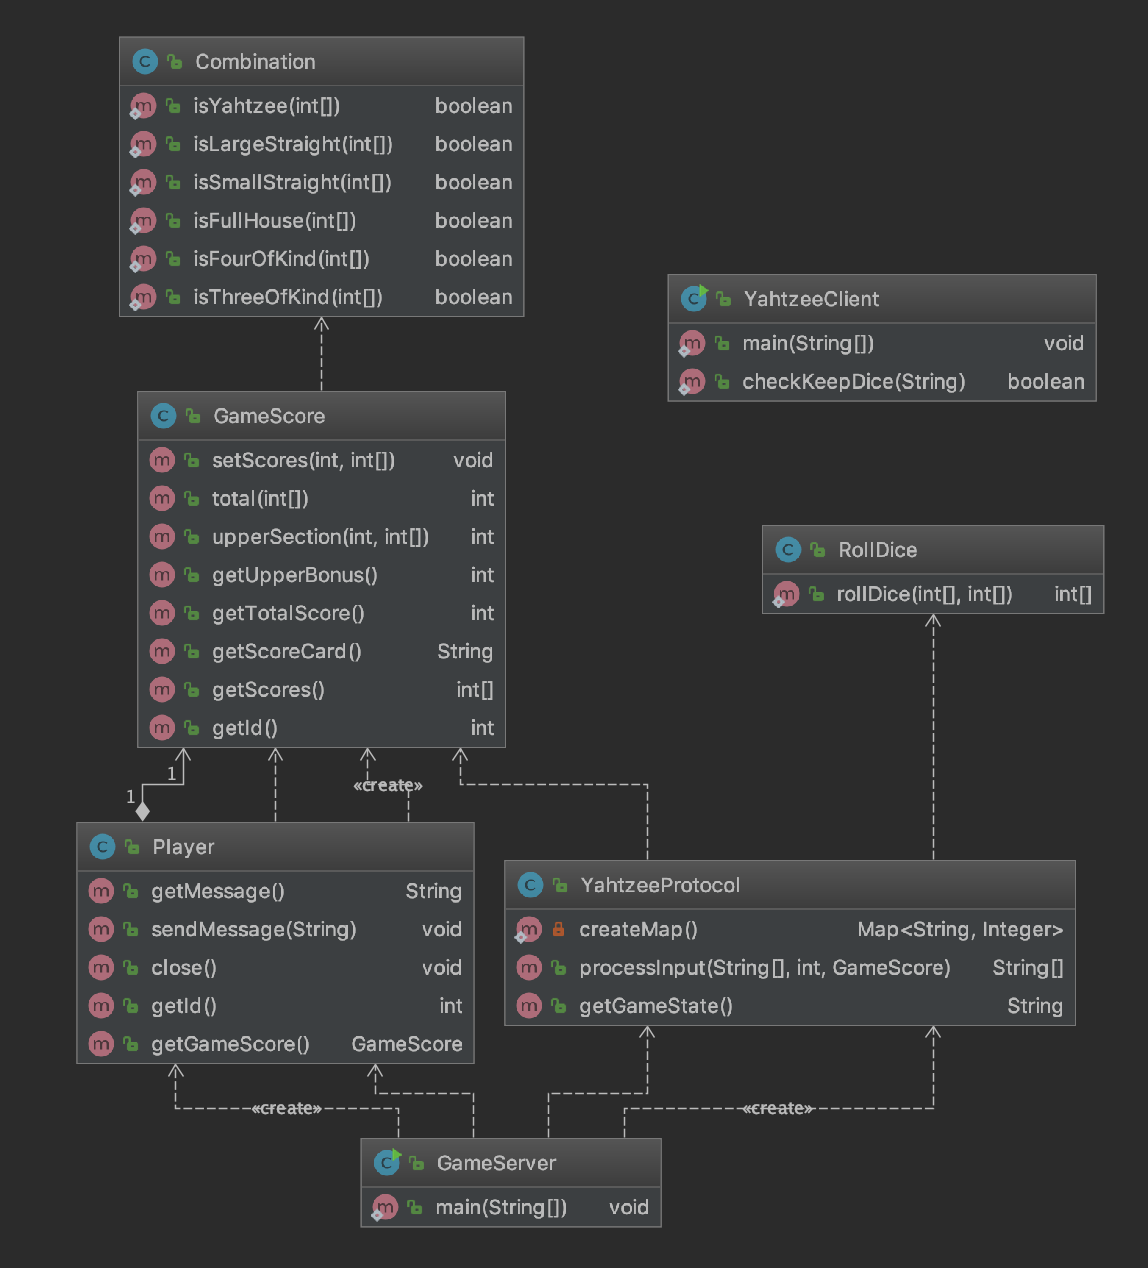 Combination
isYahtzee(int[]) boolean
isLargeStraight(int[]) boolean
isSmallStraight(int[]) boolean
isFullHouse(int[]) boolean
isFourOfKind(int[]) boolean
isThreeOfKind(int[]) boolean
YahtzeeClient
main(String[]) void
checkKeepDice(String) boolean
GameScore
setScores(int, int[]) void
total(int[]) int
upperSection(int, int[]) int
getUpperBonus() int
getTotalScore() int
getScoreCard() String
getScores() int[]
getId() int
RollDice
rollDice(int[], int[]) int[]
1
1
«create»
Player
getMessage() String
sendMessage(String) void
close() void
getId() int
getGameScore() GameScore
YahtzeeProtocol
createMap() Map<String, Integer>
processInput(String[], int, GameScore) String[]
getGameState() String
«create»
«create»
GameServer
main(String[]) void